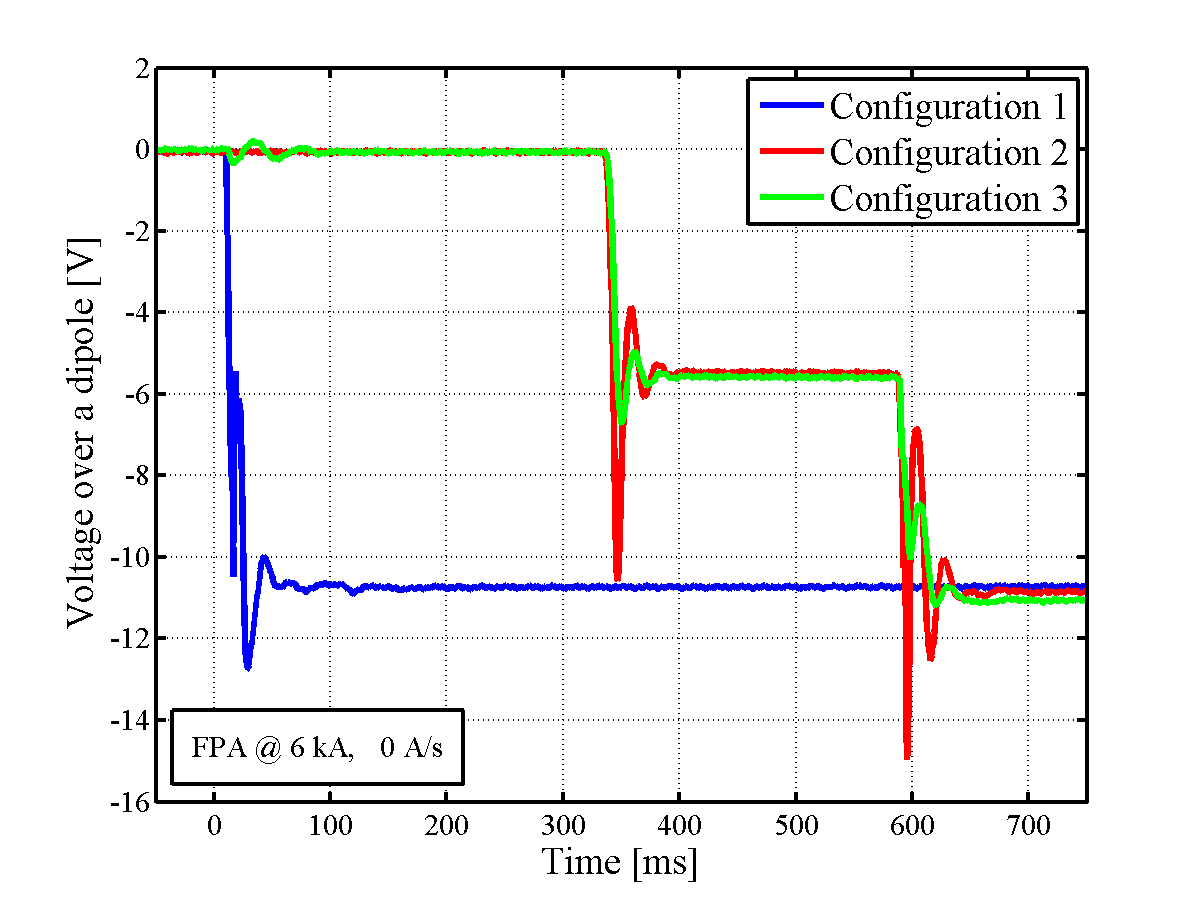 2
0
-2
-4
-6
-8
-10
-12
-14
-16
Voltage over a dipole [V]
Configuration 1
Configuration 2
Configuration 3
FPA @ 6 kA, 0 A/s
0 100 200 300 400 500 600 700
Time [ms]